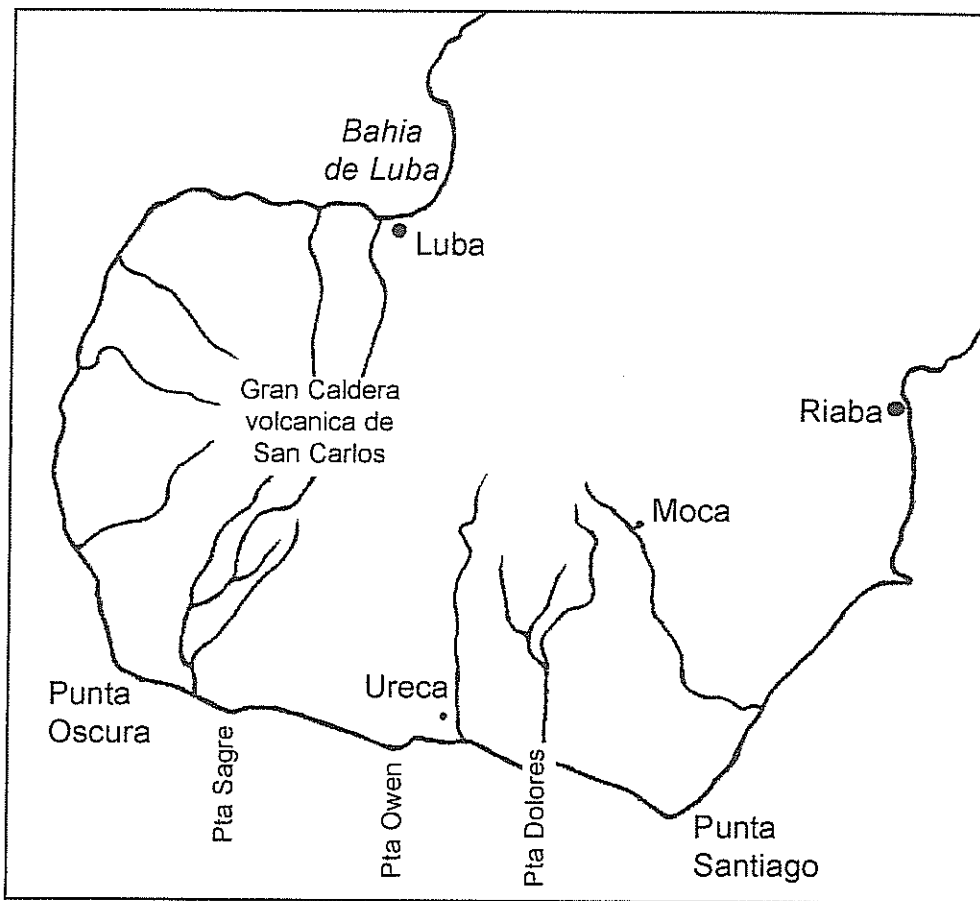 Bahia
de Luba
Luba
Gran Caldera
volcanica de
San Carlos
Riaba
Moca
Ureca
Punta
Oscura
Pta Sagre
Pta Owen
Pta Dolores
Punta
Santiago